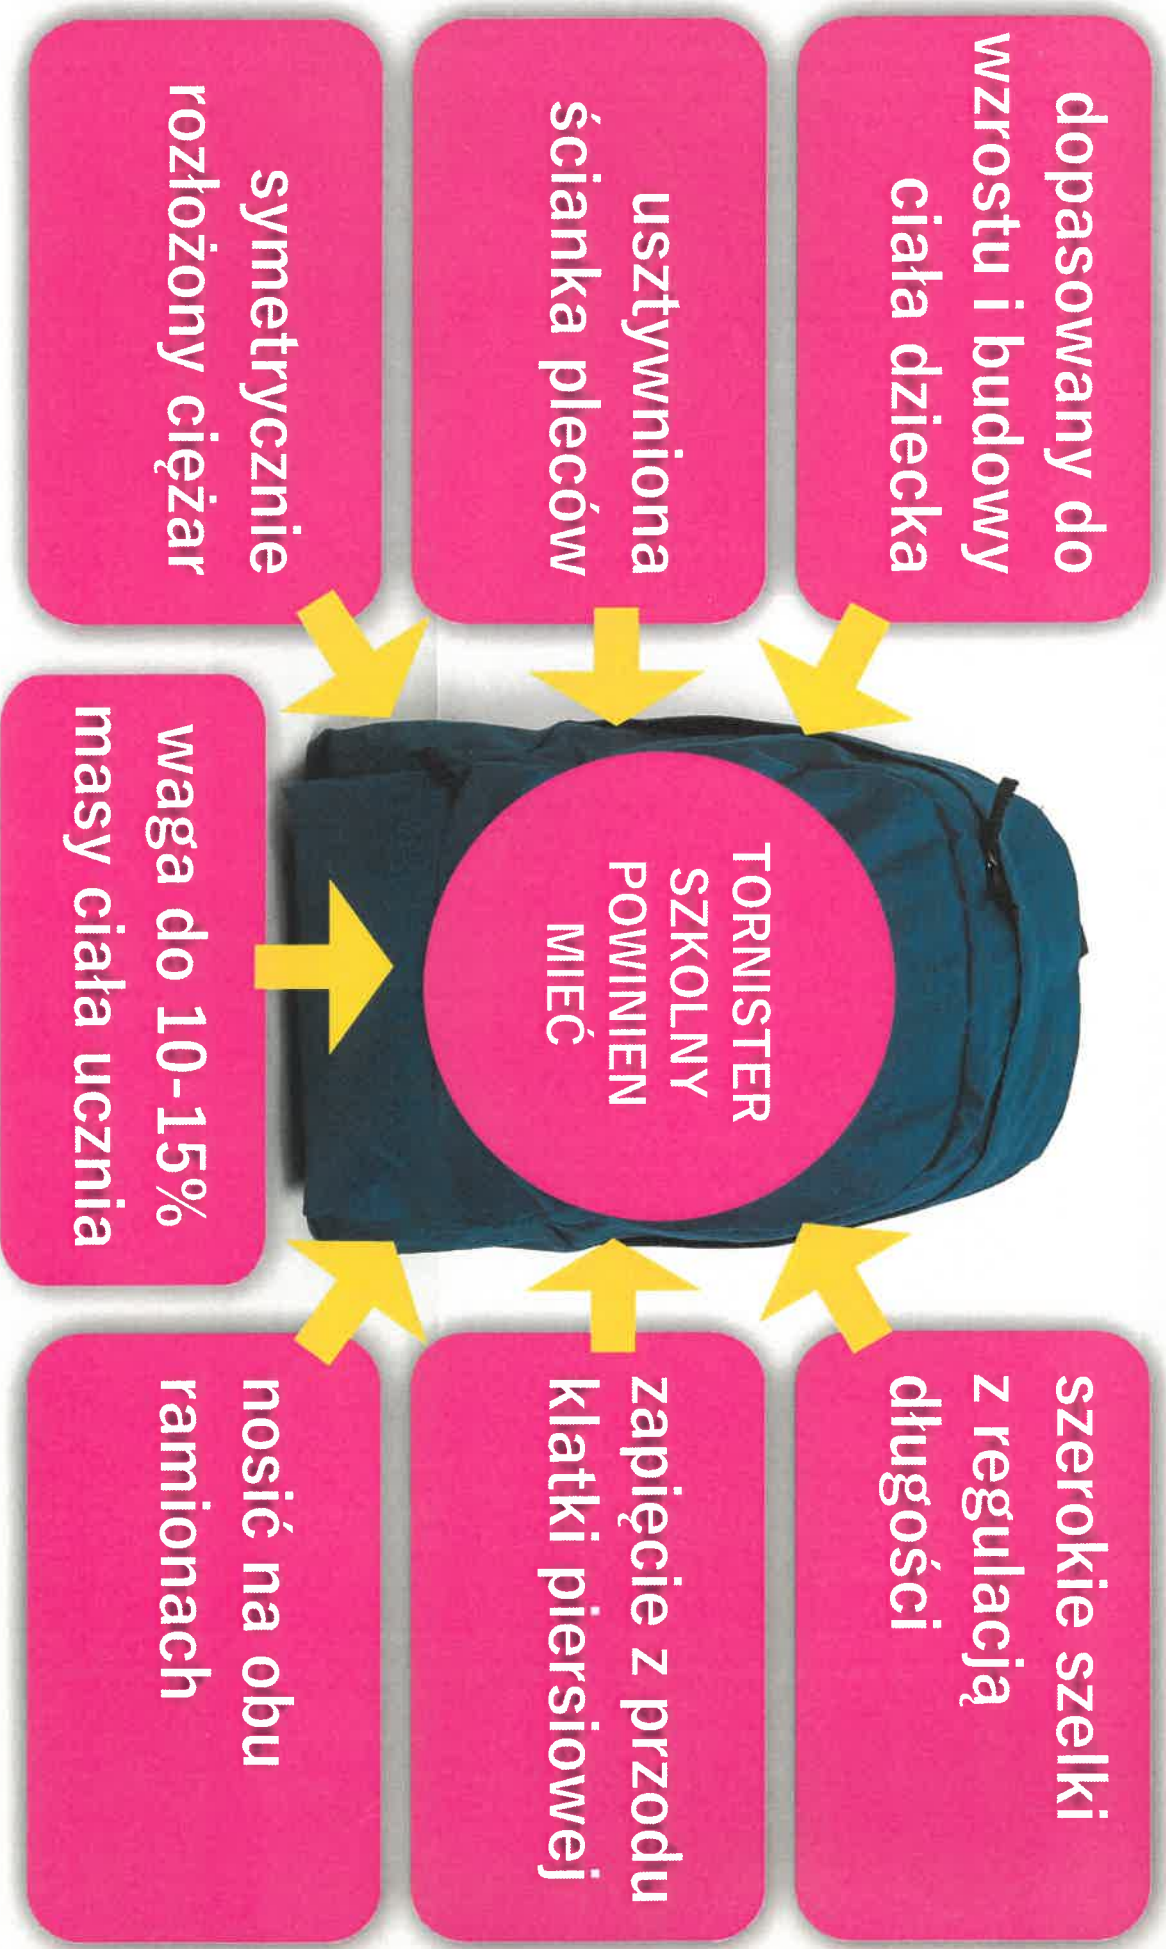 TORNISTER
SZKOLNY
POWINIEN
MIEĆ
dopasowany do
wzrostu i budowy
ciała dziecka
usztywniona
ścianka pleców
symetrycznie
rozłożony ciężar
waga do 10-15%
masy ciała ucznia
szerokie szelki
z regulacją
długości
zapięcie z przodu
klatki piersiowej
nosić na obu
ramionach